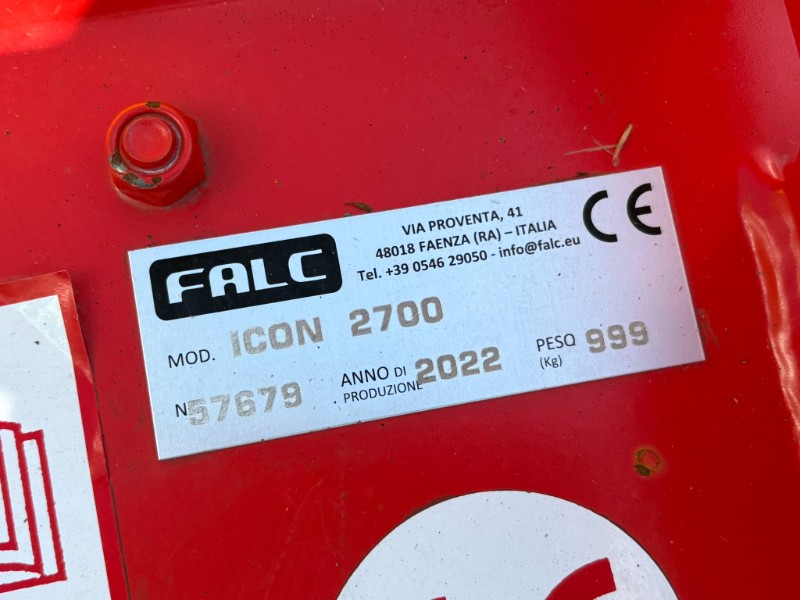 FALC
VIA PROVENTA, 41
48018 FAENZA (RA) – ITALIA
Tel. +39 0546 29050 - info@falc.eu
CE
MOD. ICON 2700
N 57679 ANNO DI PRODUZIONE 2022 PESO (Kg) 999